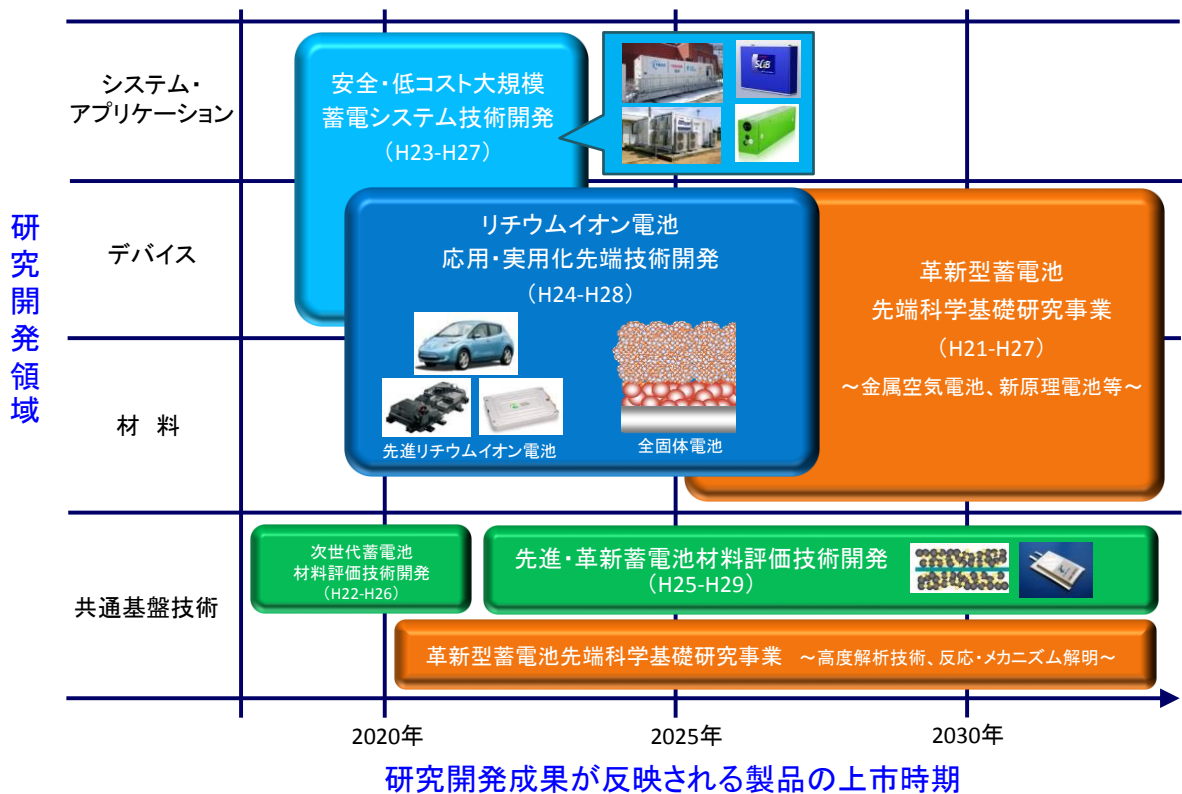 システム・
アプリケーション
安全・低コスト大規模
蓄電システム技術開発
（H23-H27）
SCiB
研究開発領域
デバイス
リチウムイオン電池
応用・実用化先端技術開発
（H24-H28）
先進リチウムイオン電池
全固体電池
革新型蓄電池
先端科学基礎研究事業
（H21-H27）
～金属空気電池、新原理電池等～
材 料
共通基盤技術
次世代蓄電池
材料評価技術開発
（H22-H26）
先進・革新蓄電池材料評価技術開発
（H25-H29）
革新型蓄電池先端科学基礎研究事業 ～高度解析技術、反応・メカニズム解明～
2020年
2025年
2030年
研究開発成果が反映される製品の上市時期